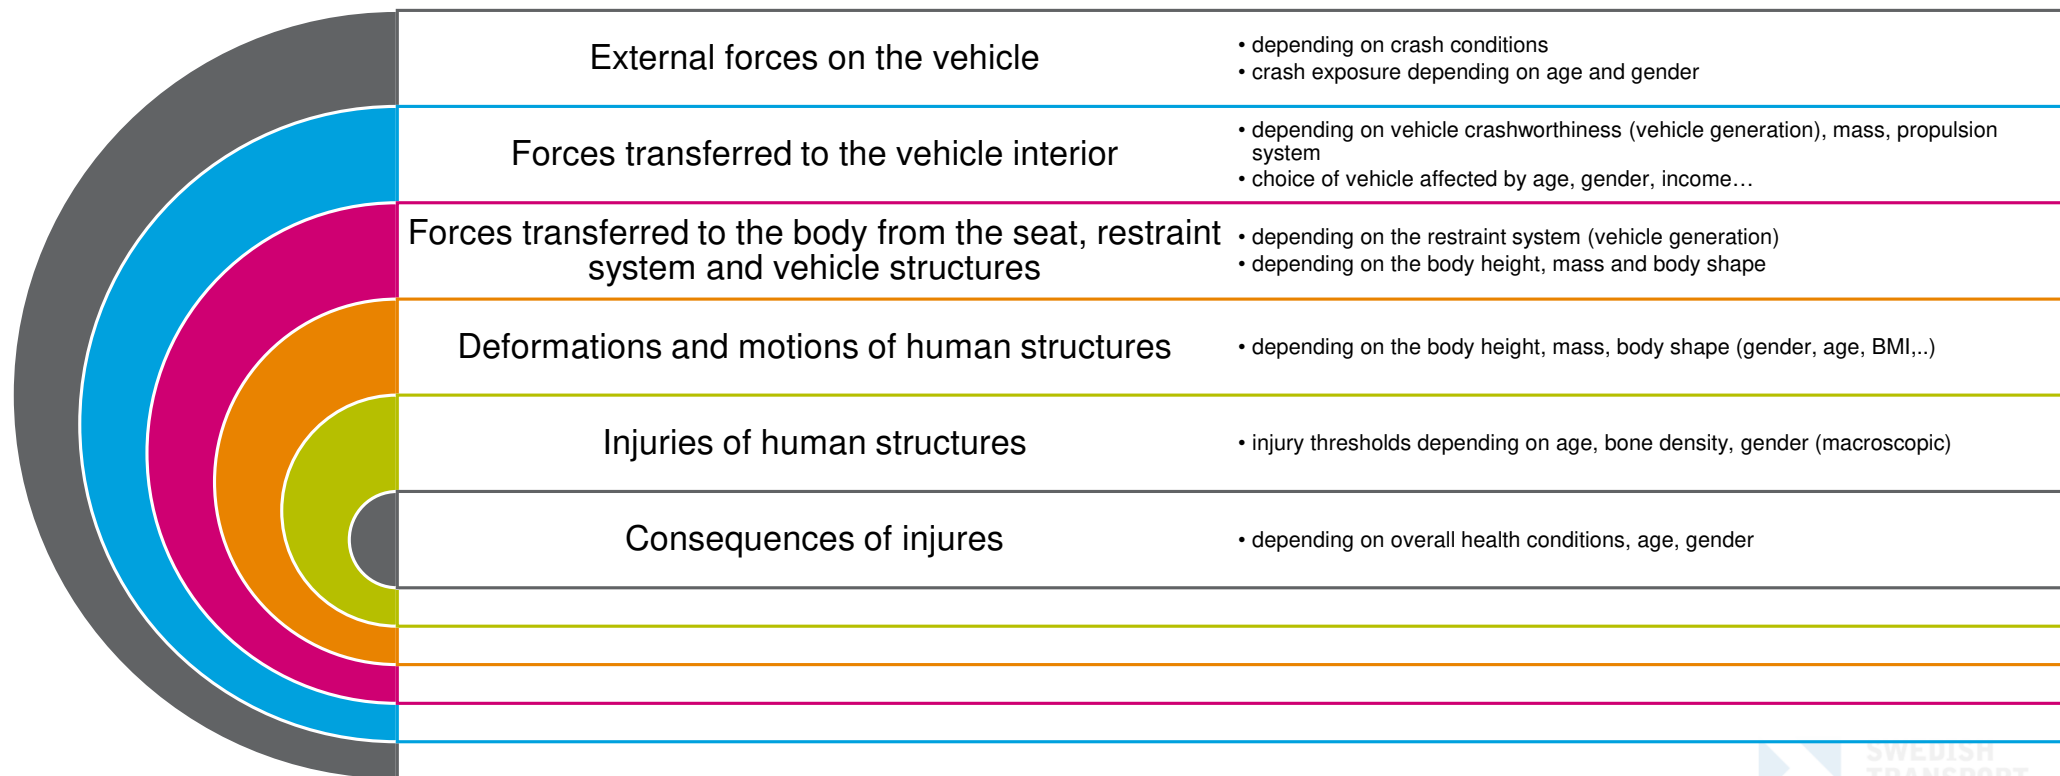 External forces on the vehicle
• depending on crash conditions
• crash exposure depending on age and gender
Forces transferred to the vehicle interior
• depending on vehicle crashworthiness (vehicle generation), mass, propulsion
system
• choice of vehicle affected by age, gender, income…
Forces transferred to the body from the seat, restraint
system and vehicle structures
• depending on the restraint system (vehicle generation)
• depending on the body height, mass and body shape
Deformations and motions of human structures
• depending on the body height, mass, body shape (gender, age, BMI,..)
Injuries of human structures
• injury thresholds depending on age, bone density, gender (macroscopic)
Consequences of injures
• depending on overall health conditions, age, gender
SWEDISH
TRANSPORT